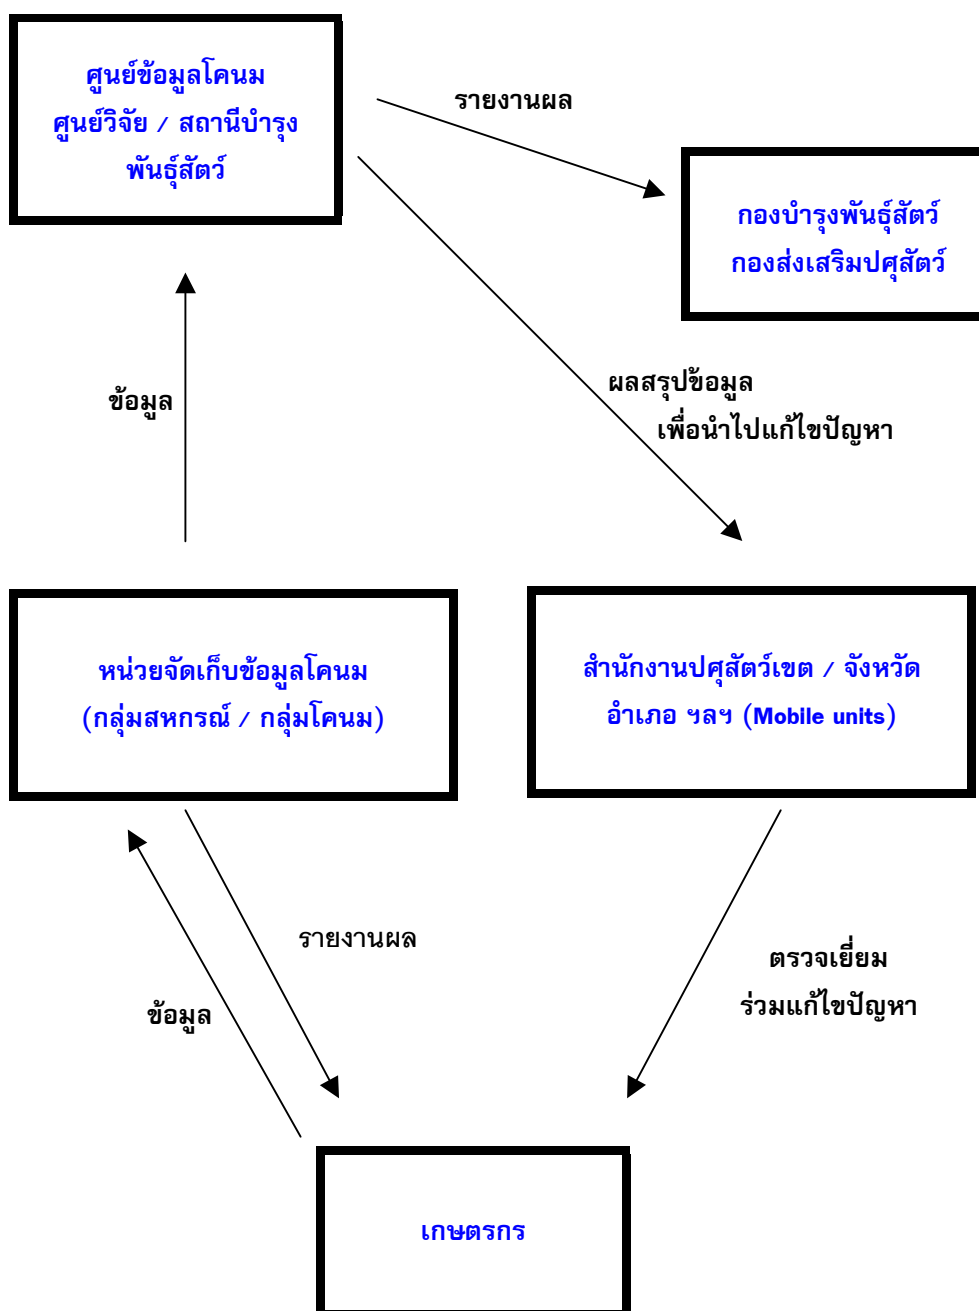 ศูนย์ข้อมูลโคนม
ศูนย์วิจัย / สถานีบำรุง
พันธุ์สัตว์
รายงานผล
กองบำรุงพันธุ์สัตว์
กองส่งเสริมปศุสัตว์
ข้อมูล
ผลสรุปข้อมูล
เพื่อนำไปแก้ไขปัญหา
หน่วยจัดเก็บข้อมูลโคนม
(กลุ่มสหกรณ์ / กลุ่มโคนม)
สำนักงานปศุสัตว์เขต / จังหวัด
อำเภอ ฯลฯ (Mobile units)
รายงานผล
ข้อมูล
ตรวจเยี่ยม
ร่วมแก้ไขปัญหา
เกษตรกร